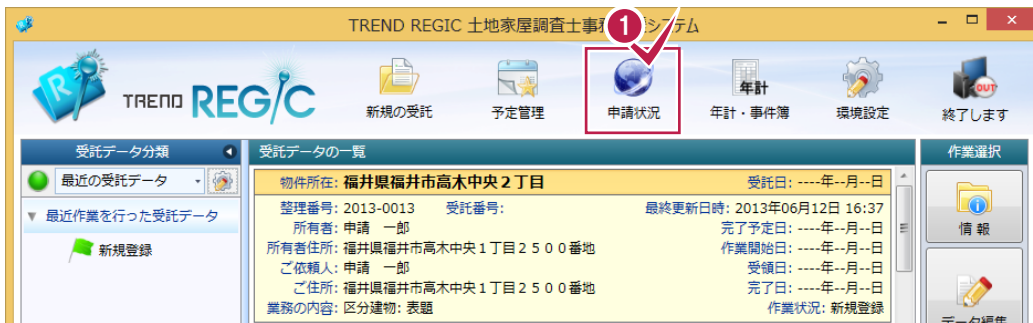 TREND REGIC 土地家屋調査士事務 システム
1
TREND REGIC
新規の受託
予定管理
申請状況
年計
年計・事件簿
環境設定
OUT
終了します
受託データ分類
受託データの一覧
作業選択
最近の受託データ
最近作業を行った受託データ
新規登録
物件所在: 福井県福井市高木中央2丁目 受託日: ----年--月--日
整理番号: 2013-0013 受託番号: 最終更新日時: 2013年06月12日 16:37
所有者: 申請 一郎 完了予定日: ----年--月--日
所有者住所: 福井県福井市高木中央1丁目2500番地 作業開始日: ----年--月--日
ご依頼人: 申請 一郎 受領日: ----年--月--日
ご住所: 福井県福井市高木中央1丁目2500番地 完了日: ----年--月--日
業務の内容: 区分建物: 表題 作業状況: 新規登録
情報
データ編集